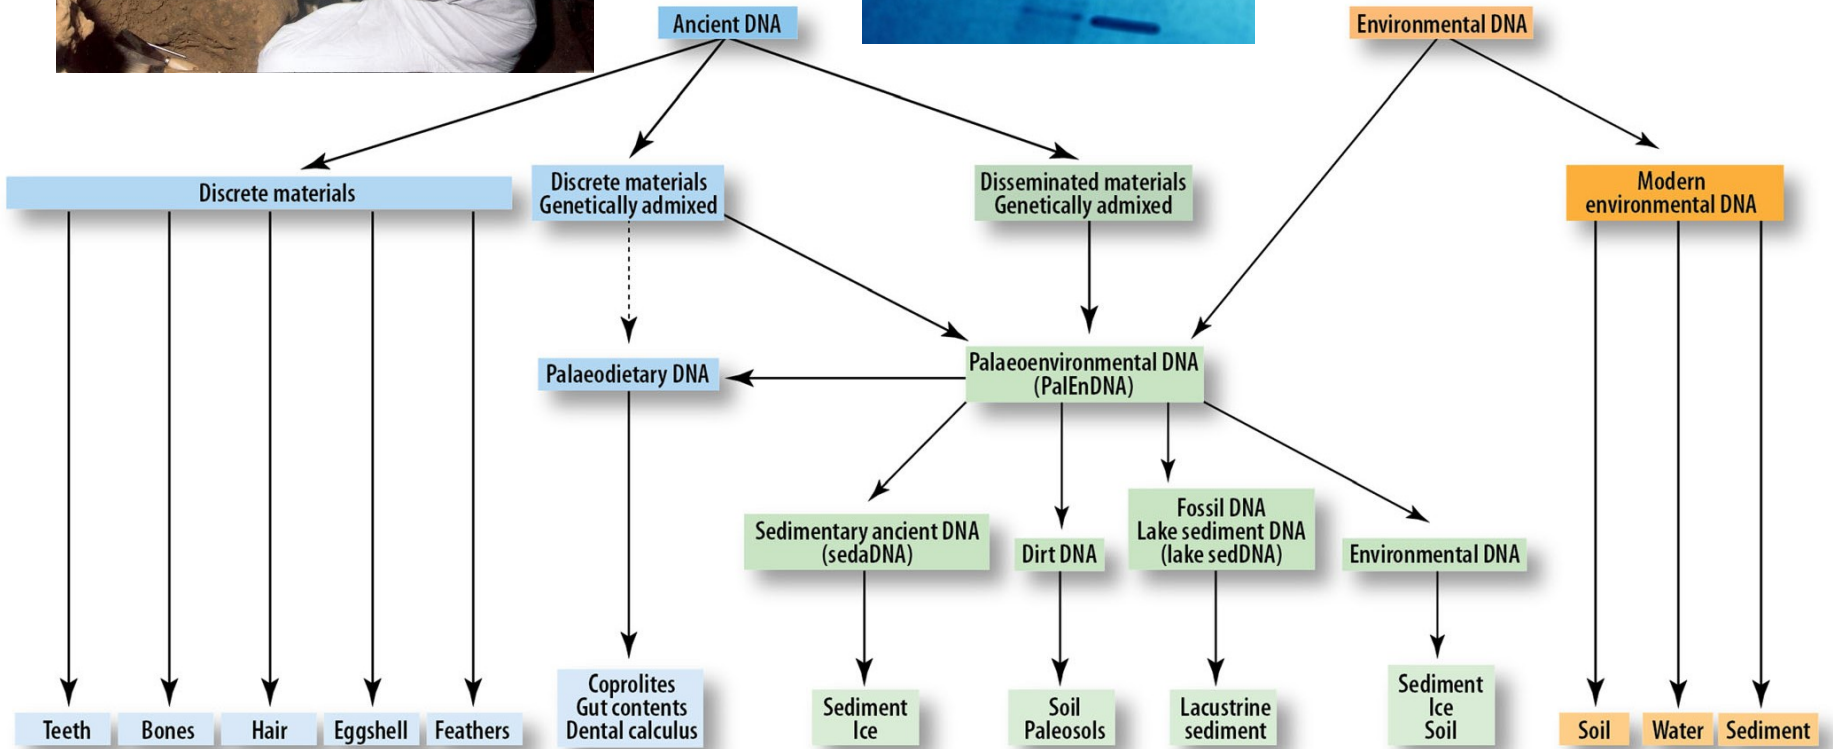 Ancient DNA
Environmental DNA
Discrete materials
Discrete materials
Genetically admixed
Disseminated materials
Genetically admixed
Modern
environmental DNA
Palaeodietary DNA
Palaeoenvironmental DNA
(PalEnDNA)
Sedimentary ancient DNA
(sedaDNA)
Dirt DNA
Fossil DNA
Lake sediment DNA
(lake sedDNA)
Environmental DNA
Teeth
Bones
Hair
Eggshell
Feathers
Coprolites
Gut contents
Dental calculus
Sediment
Ice
Soil
Paleosols
Lacustrine
sediment
Sediment
Ice
Soil
Soil
Water
Sediment